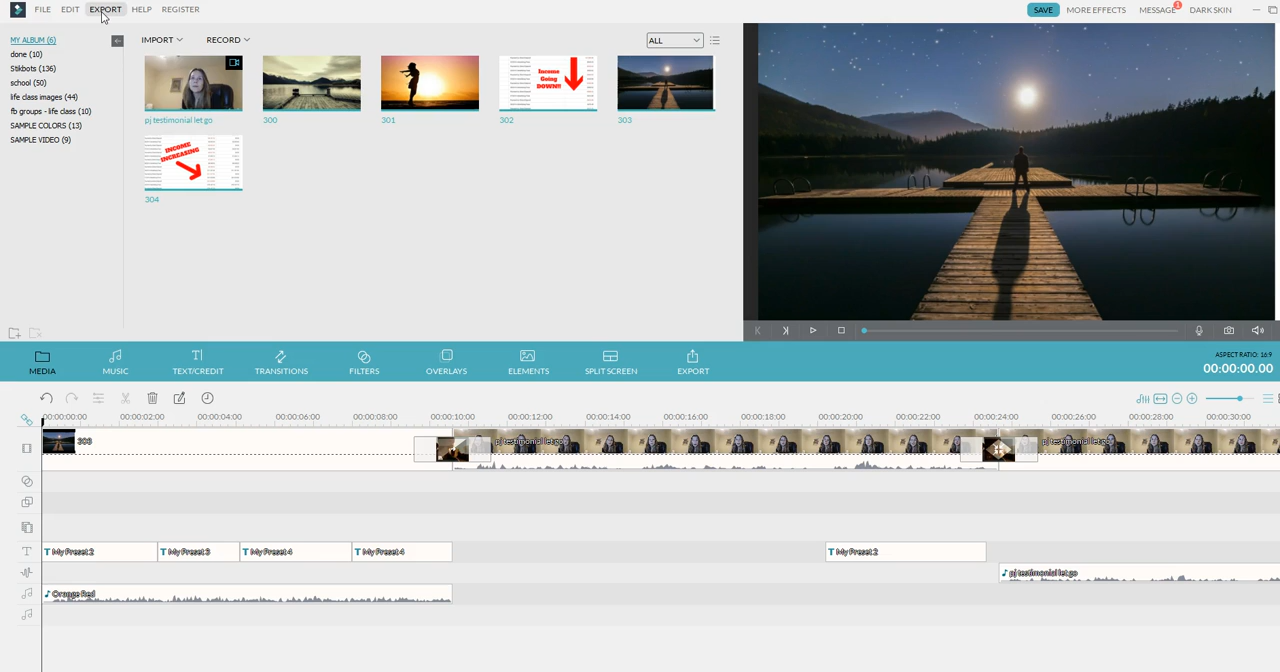 FILE EDIT EXPORT HELP REGISTER
SAVE MORE EFFECTS MESSAGE 1 DARK SKIN
MY ALBUM (6)
done (10)
school (50)
life class images (44)
SAMPLE COLORS (13)
SAMPLE VIDEO (9)
IMPORT RECORD ALL
Income
Going
DOWN!!
pj testimonial let go 300 301 302 303
INCOME
INCREASING
304
MEDIA MUSIC TEXT/CREDIT TRANSITIONS FILTERS OVERLAYS ELEMENTS SPLIT SCREEN EXPORT
ASPECT RATIO: 16:9
00:00:00.00
00:00:00:00 00:00:02:00 00:00:04:00 00:00:06:00 00:00:08:00 00:00:10:00 00:00:12:00 00:00:14:00 00:00:16:00 00:00:18:00 00:00:20:00 00:00:22:00 00:00:24:00 00:00:26:00 00:00:28:00 00:00:30:00
303 pj testimonial let go pj testimonial let go
T My Preset 2 T My Preset 3 T My Preset 4 T My Preset 4 T My Preset 2
pj testimonial let go
Orange Red